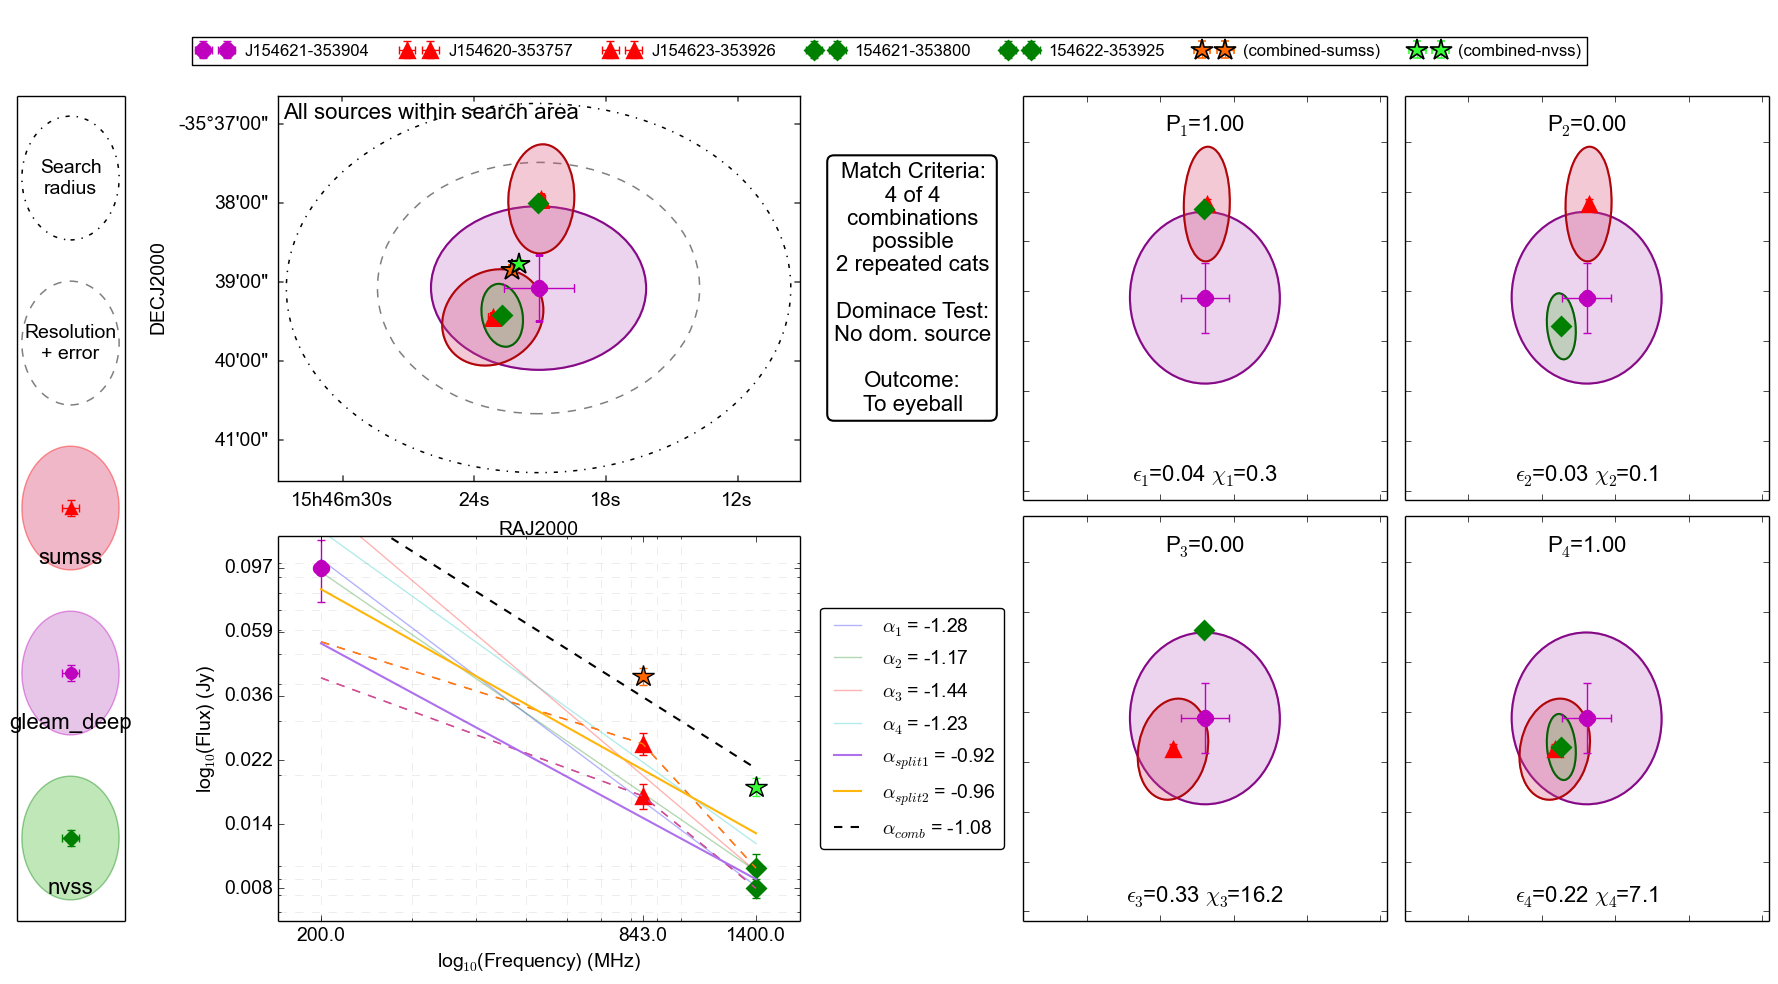 J154621-353904 J154620-353757 J154623-353926 154621-353800 154622-353925 (combined-sumss) (combined-nvss)
Search
radius
Resolution
+ error
sumss
gleam_deep
nvss
All sources within search area
-35°37'00"
38'00"
39'00"
40'00"
41'00"
DECJ2000
15h46m30s 24s 18s 12s
RAJ2000
Match Criteria:
4 of 4
combinations
possible
2 repeated cats
Dominace Test:
No dom. source
Outcome:
To eyeball
P1=1.00
ϵ1=0.04 χ1=0.3
P2=0.00
ϵ2=0.03 χ2=0.1
P3=0.00
ϵ3=0.33 χ3=16.2
P4=1.00
ϵ4=0.22 χ4=7.1
0.097
0.059
0.036
0.022
0.014
0.008
log10(Flux) (Jy)
200.0 843.0 1400.0
log10(Frequency) (MHz)
α1 = -1.28
α2 = -1.17
α3 = -1.44
α4 = -1.23
αsplit1 = -0.92
αsplit2 = -0.96
αcomb = -1.08